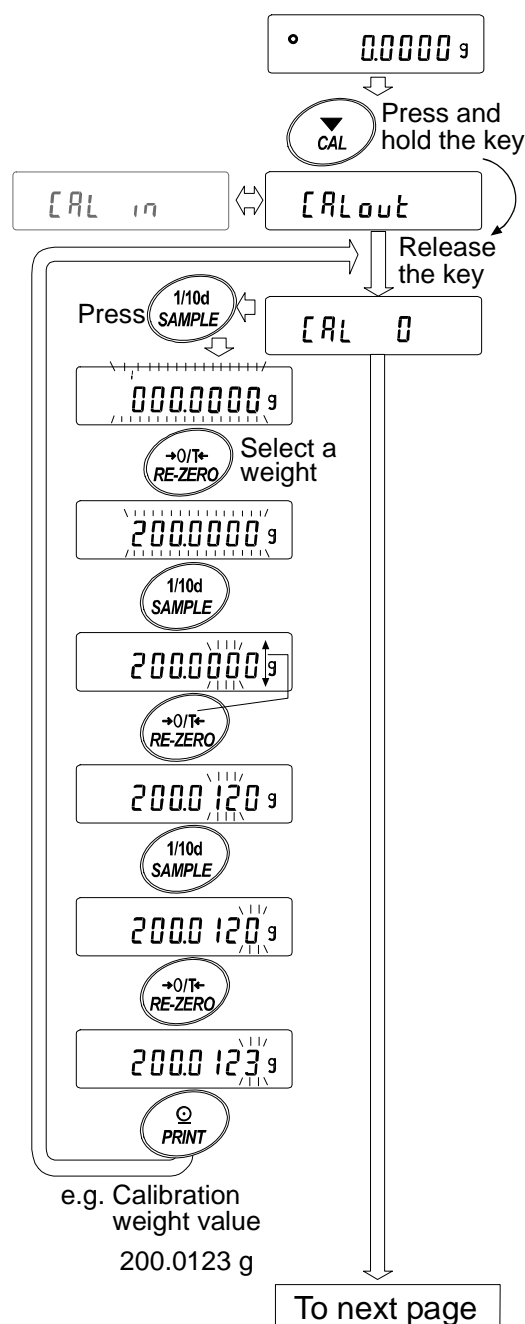 0.0000 g
CAL
Press and
hold the key
CAL in
CALout
Release
the key
Press
1/10d
SAMPLE
CAL 0
000.0000 g
→0/T←
RE-ZERO
Select a
weight
200.0000 g
1/10d
SAMPLE
200.0000 g
→0/T←
RE-ZERO
200.0120 g
1/10d
SAMPLE
200.0120 g
→0/T←
RE-ZERO
200.0123 g
PRINT
e.g. Calibration
weight value
200.0123 g
To next page